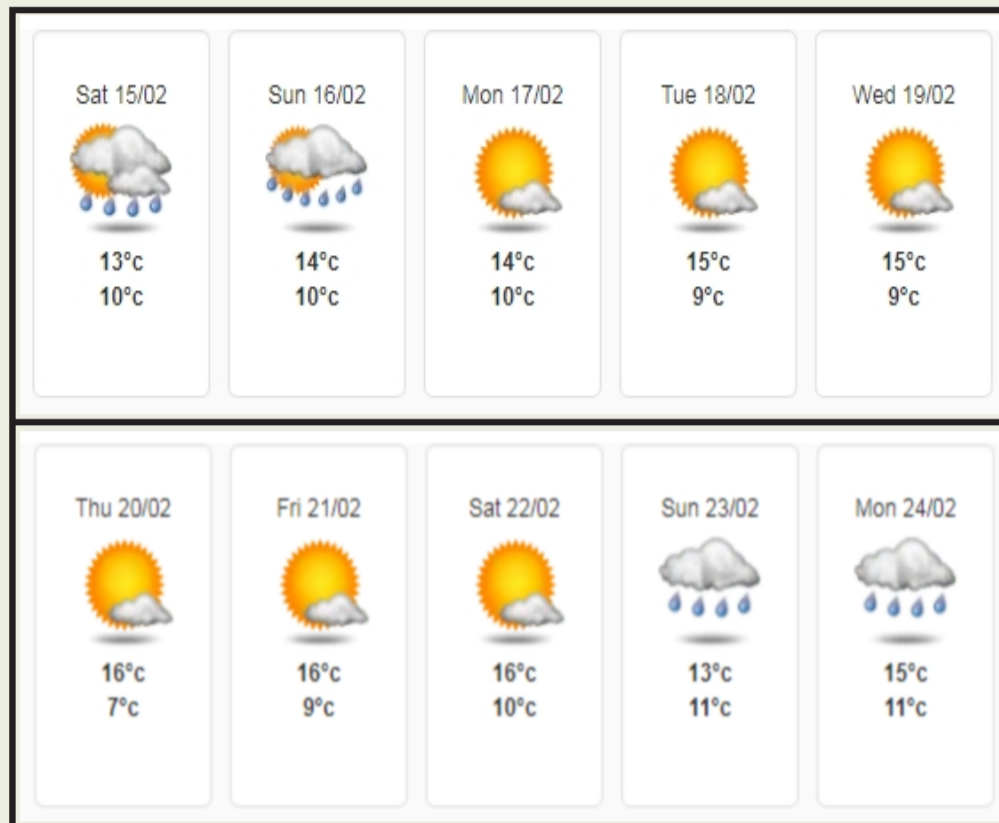 Sat 15/02
13°c
10°c
Sun 16/02
14°c
10°c
Mon 17/02
14°c
10°c
Tue 18/02
15°c
9°c
Wed 19/02
15°c
9°c
Thu 20/02
16°c
7°c
Fri 21/02
16°c
9°c
Sat 22/02
16°c
10°c
Sun 23/02
13°c
11°c
Mon 24/02
15°c
11°c